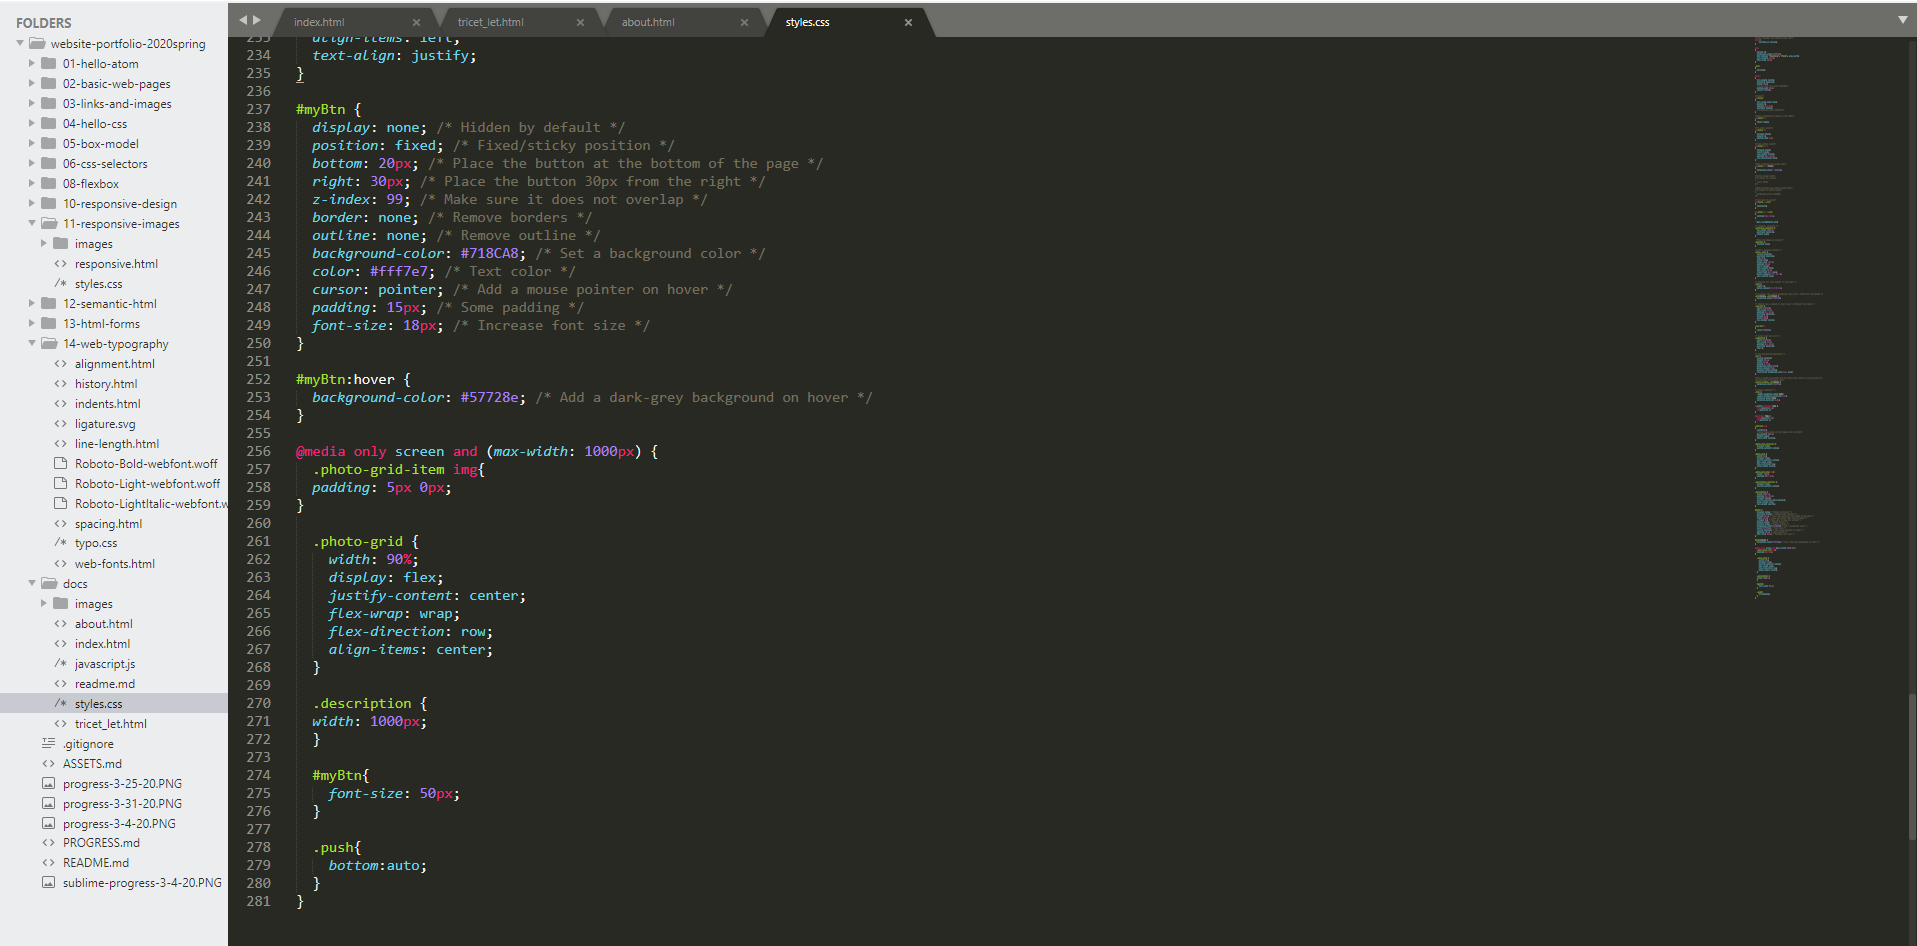 FOLDERS
website-portfolio-2020spring
01-hello-atom
02-basic-web-pages
03-links-and-images
04-hello-css
05-box-model
06-css-selectors
08-flexbox
10-responsive-design
11-responsive-images
images
<> responsive.html
/* styles.css
12-semantic-html
13-html-forms
14-web-typography
<> alignment.html
<> history.html
<> indents.html
<> ligature.svg
<> line-length.html
Roboto-Bold-webfont.woff
Roboto-Light-webfont.woff
Roboto-LightItalic-webfont.w
<> spacing.html
/* typo.css
<> web-fonts.html
docs
images
<> about.html
<> index.html
/* javascript.js
<> readme.md
/* styles.css
<> tricet_let.html
.gitignore
<> ASSETS.md
progress-3-25-20.PNG
progress-3-31-20.PNG
progress-3-4-20.PNG
<> PROGRESS.md
<> README.md
sublime-progress-3-4-20.PNG
index.html × tricet_let.html × about.html × styles.css ×
233 align-items: left;
234 text-align: justify;
235 }
236
237 #myBtn {
238 display: none; /* Hidden by default */
239 position: fixed; /* Fixed/sticky position */
240 bottom: 20px; /* Place the button at the bottom of the page */
241 right: 30px; /* Place the button 30px from the right */
242 z-index: 99; /* Make sure it does not overlap */
243 border: none; /* Remove borders */
244 outline: none; /* Remove outline */
245 background-color: #718CA8; /* Set a background color */
246 color: #fff7e7; /* Text color */
247 cursor: pointer; /* Add a mouse pointer on hover */
248 padding: 15px; /* Some padding */
249 font-size: 18px; /* Increase font size */
250 }
251
252 #myBtn:hover {
253 background-color: #57728e; /* Add a dark-grey background on hover */
254 }
255
256 @media only screen and (max-width: 1000px) {
257 .photo-grid-item img{
258 padding: 5px 0px;
259 }
260
261 .photo-grid {
262 width: 90%;
263 display: flex;
264 justify-content: center;
265 flex-wrap: wrap;
266 flex-direction: row;
267 align-items: center;
268 }
269
270 .description {
271 width: 1000px;
272 }
273
274 #myBtn{
275 font-size: 50px;
276 }
277
278 .push{
279 bottom:auto;
280 }
281 }